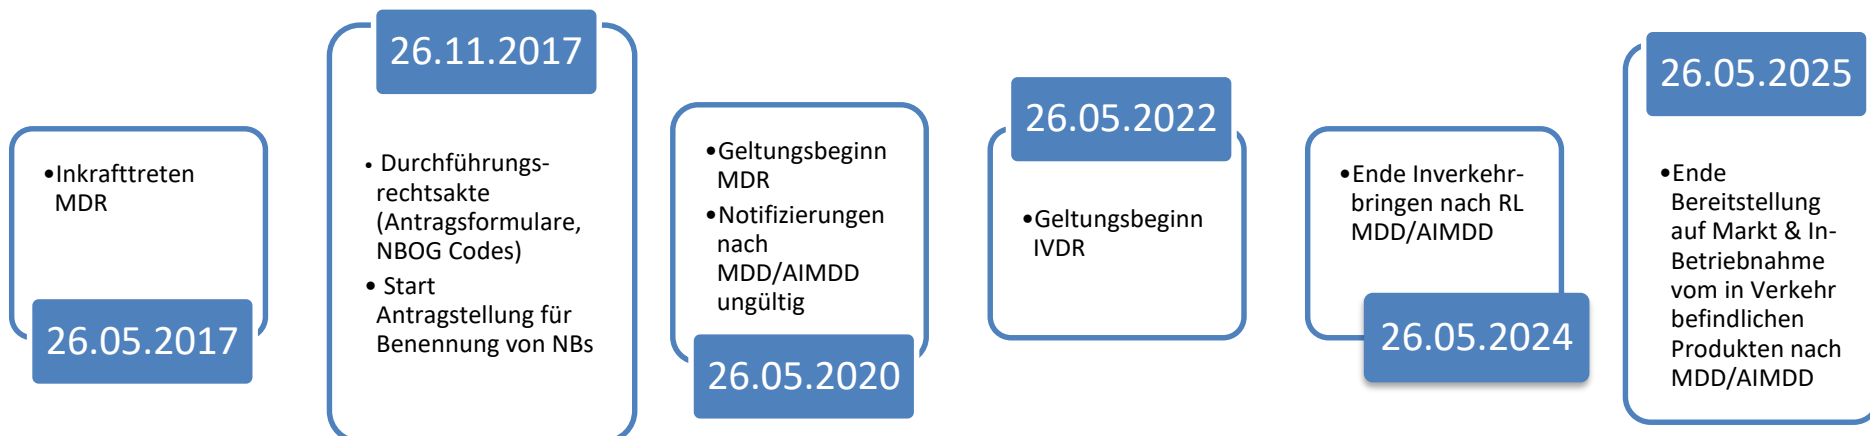 •Inkrafttreten
MDR
26.05.2017
26.11.2017
• Durchführungs-
rechtsakte
(Antragsformulare,
NBOG Codes)
• Start
Antragstellung für
Benennung von NBs
•Geltungsbeginn
MDR
•Notifizierungen
nach
MDD/AIMDD
ungültig
26.05.2020
26.05.2022
•Geltungsbeginn
IVDR
•Ende Inverkehr-
bringen nach RL
MDD/AIMDD
26.05.2024
26.05.2025
•Ende
Bereitstellung
auf Markt & In-
Betriebnahme
vom in Verkehr
befindlichen
Produkten nach
MDD/AIMDD